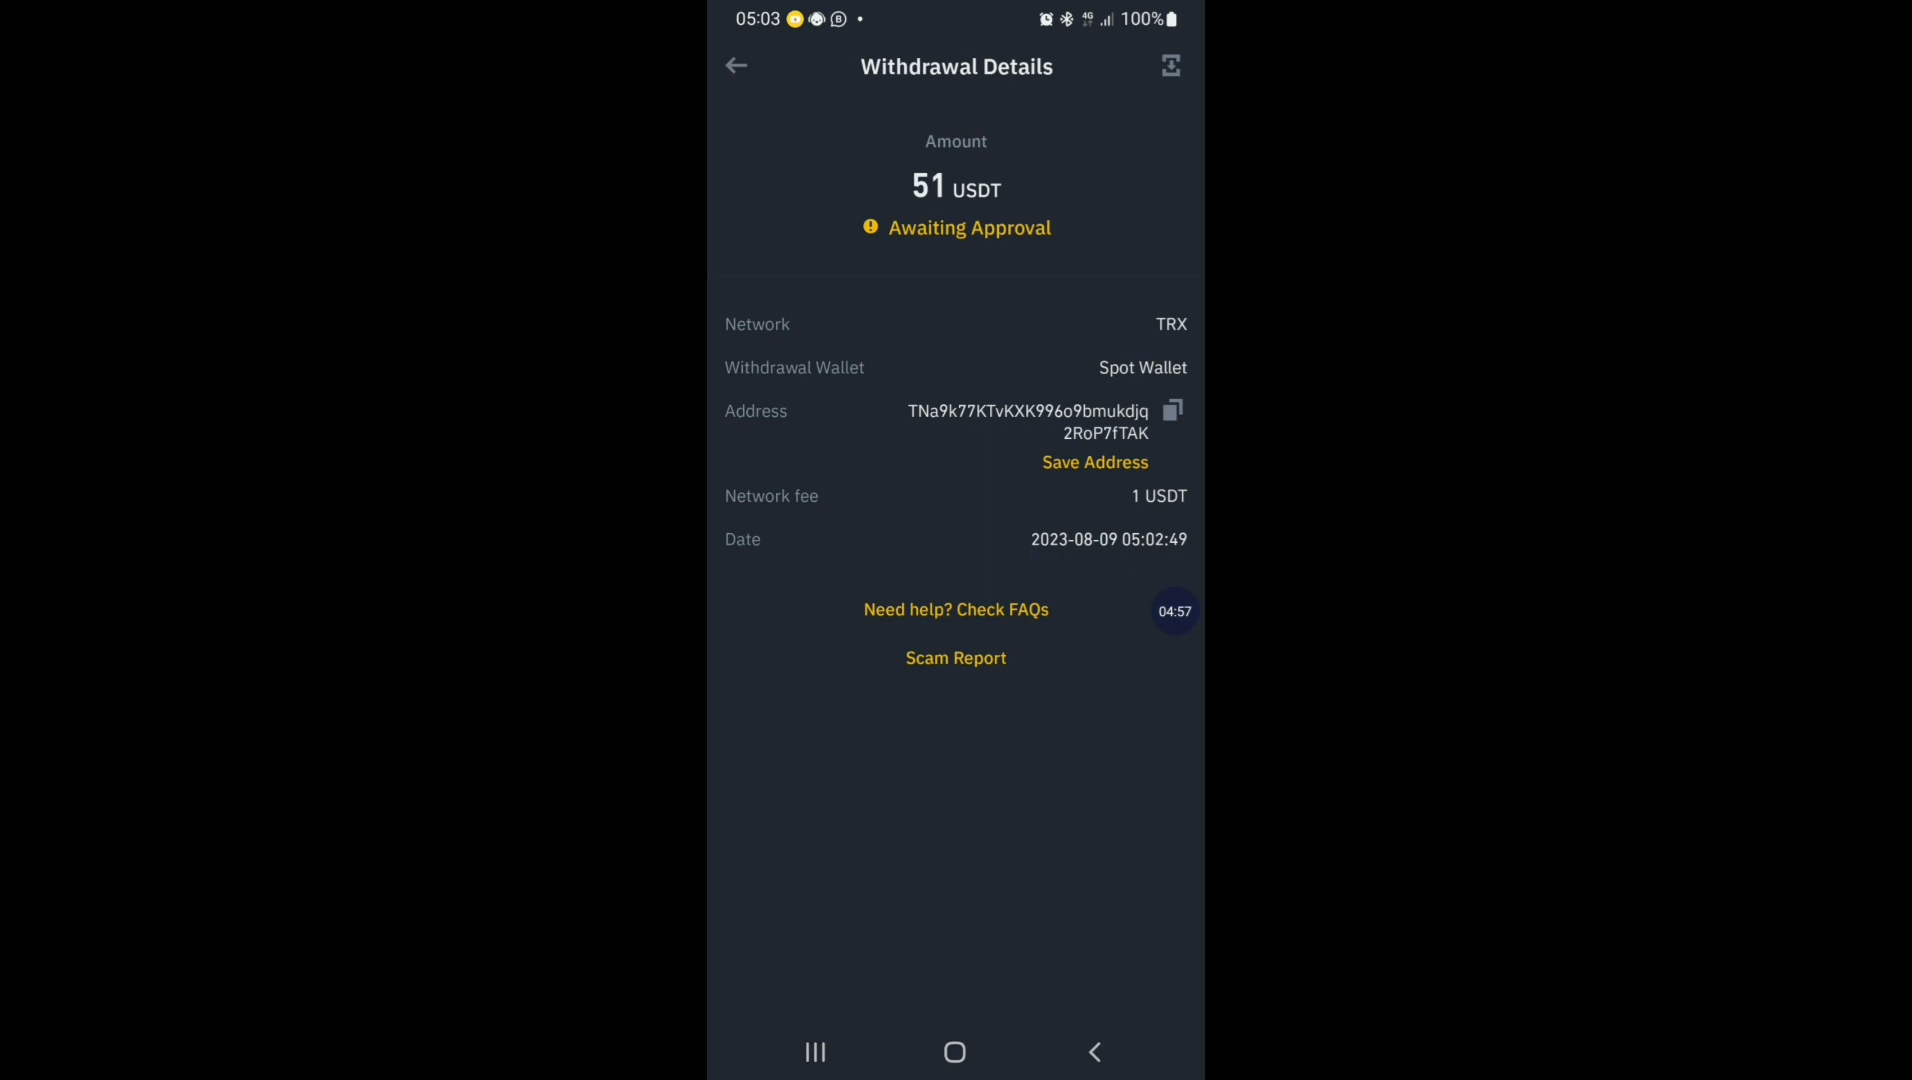 05:03 B 4G 100%
Withdrawal Details
Amount
51 USDT
Awaiting Approval
Network TRX
Withdrawal Wallet Spot Wallet
Address TNa9k77KTvKXK996o9bmukdjq
2RoP7fTAK
Save Address
Network fee 1 USDT
Date 2023-08-09 05:02:49
Need help? Check FAQs
04:57
Scam Report